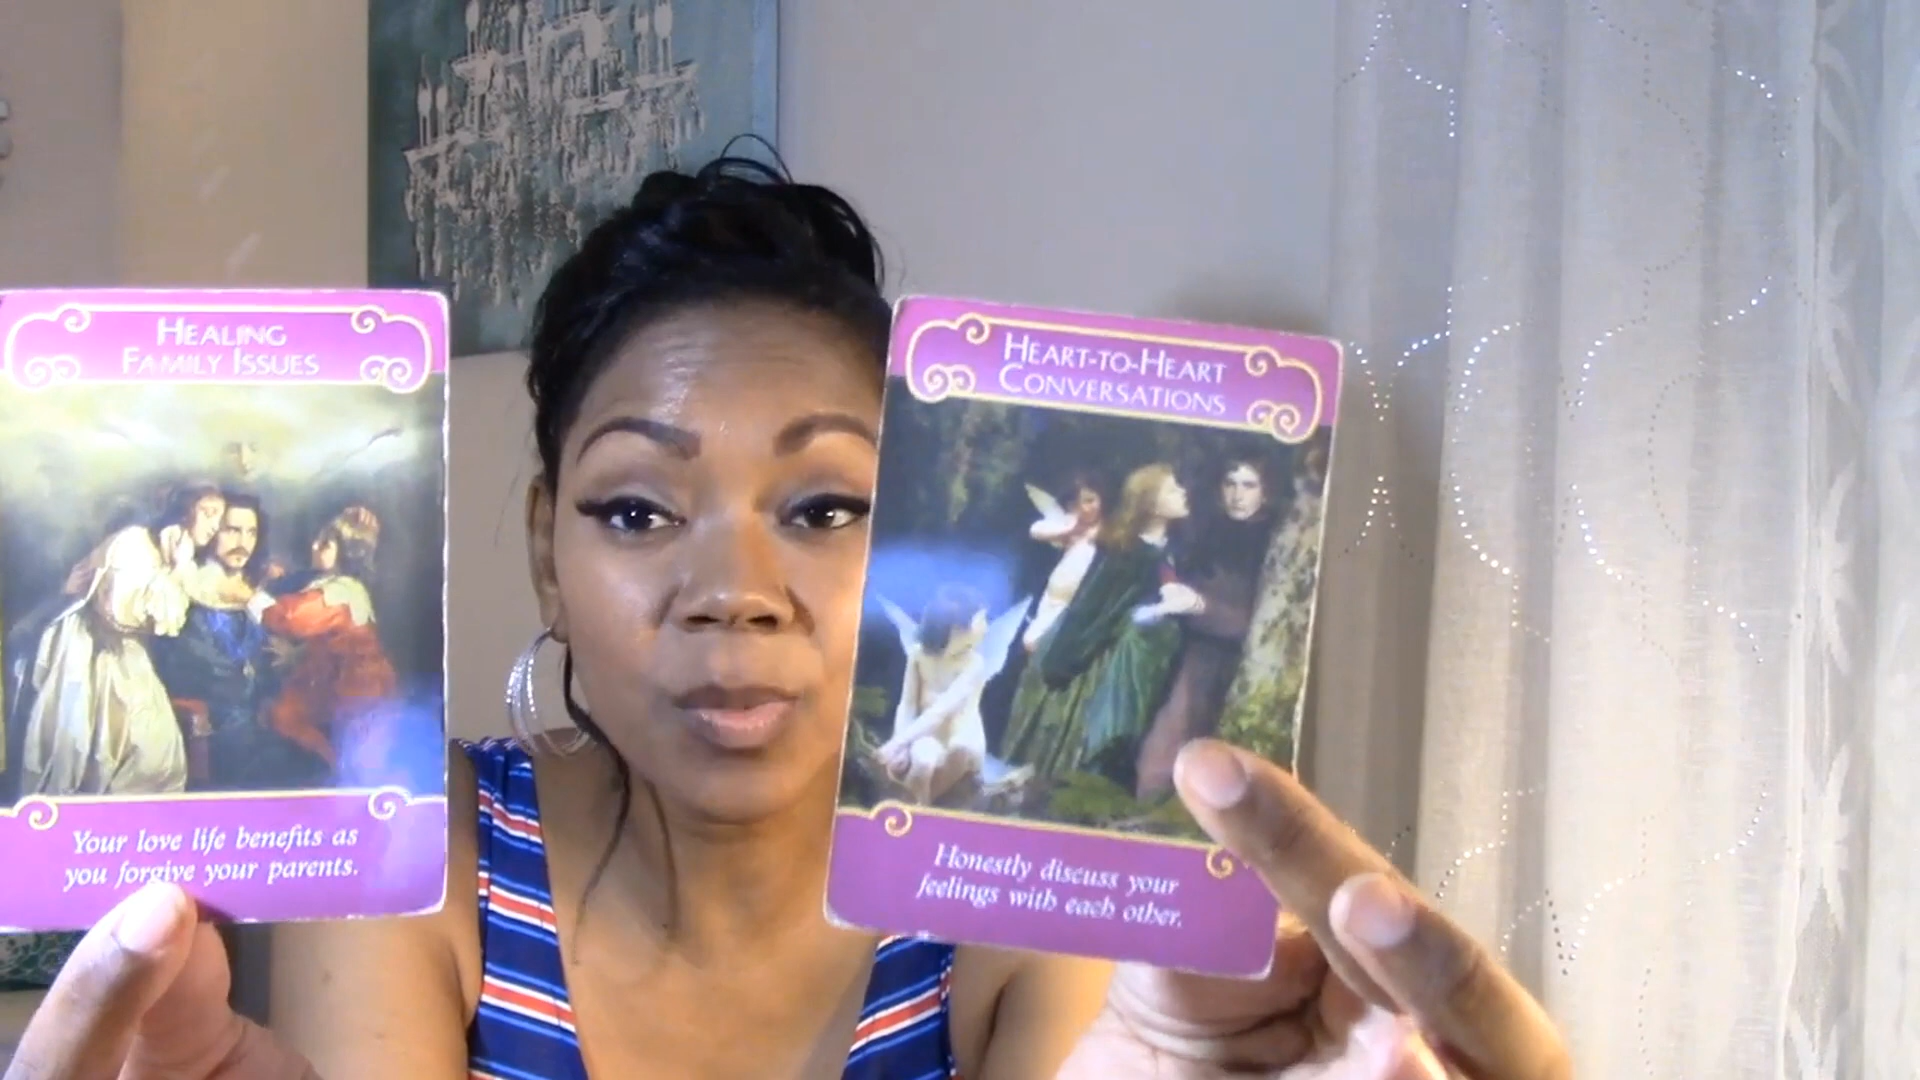 HEALING
FAMILY ISSUES
Your love life benefits as
you forgive your parents.
HEART-TO-HEART
CONVERSATIONS
Honestly discuss your
feelings with each other.